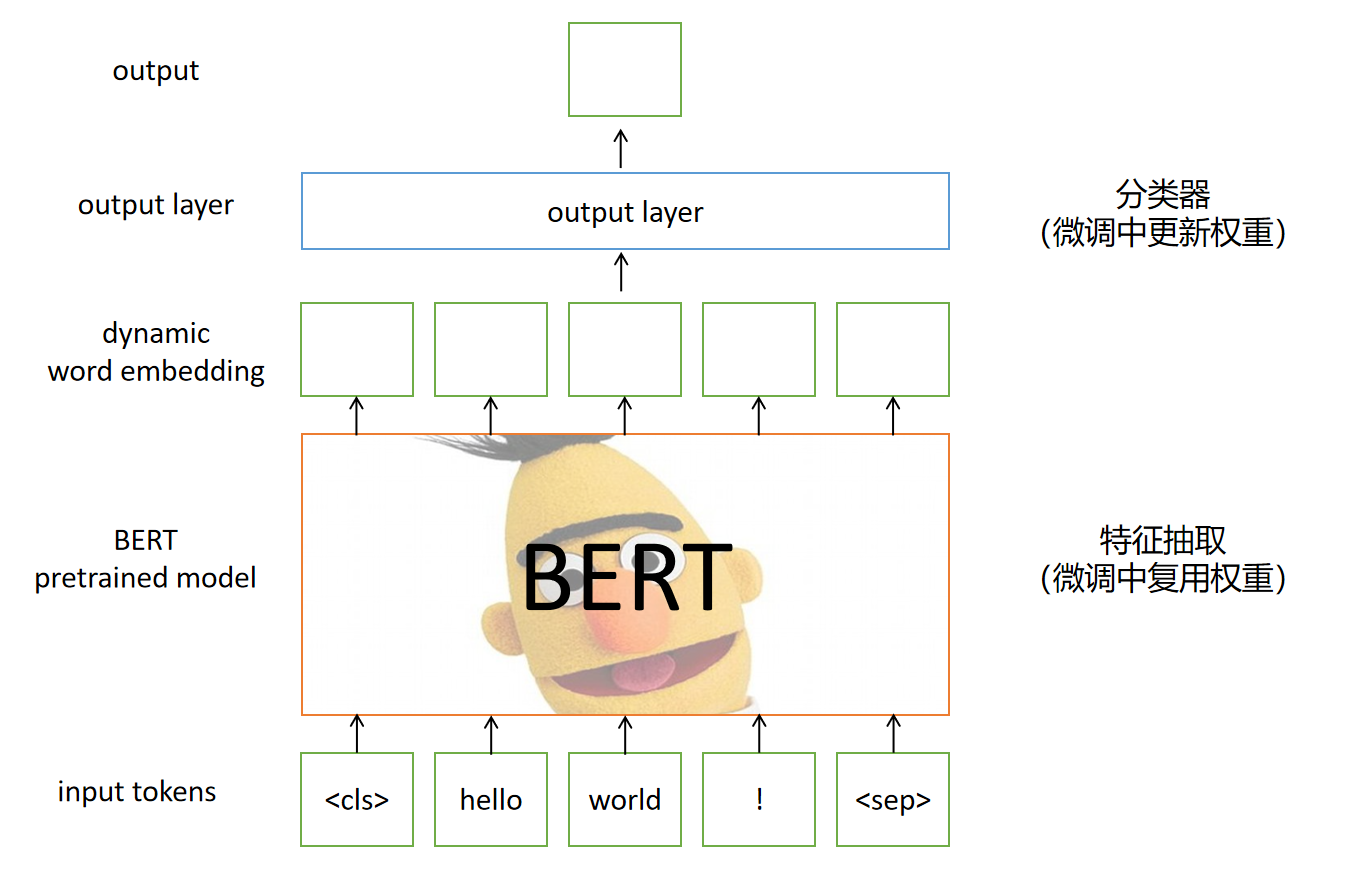 output
output layer
output layer
分类器
（微调中更新权重）
dynamic
word embedding
BERT
pretrained model
BERT
特征抽取
（微调中复用权重）
input tokens
<cls>
hello
world
!
<sep>